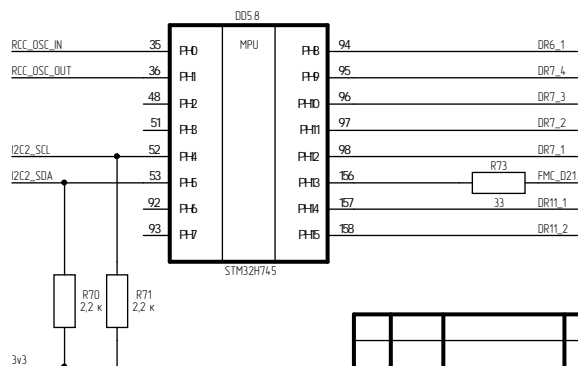 DD5.8
RCC_OSC_IN 35 PH0 MPU PH8 94 DR6_1
RCC_OSC_OUT 36 PH1 PH9 95 DR7_4
48 PH2 PH10 96 DR7_3
51 PH3 PH11 97 DR7_2
I2C2_SCL 52 PH4 PH12 98 DR7_1
R73
I2C2_SDA 53 PH5 PH13 156 FMC_D21
33
92 PH6 PH14 157 DR11_1
93 PH7 PH15 158 DR11_2
STM32H745
R70 R71
2,2 к 2,2 к
3v3